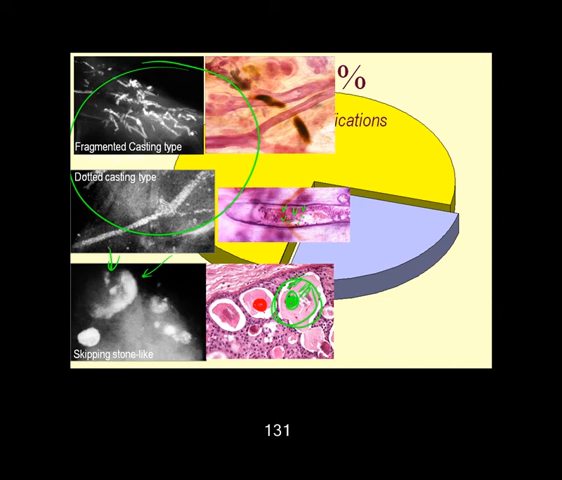 %
ications
Fragmented Casting type
Dotted casting type
Skipping stone-like
131